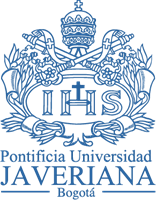 IHS
Pontificia Universidad
JAVERIANA
Bogotá